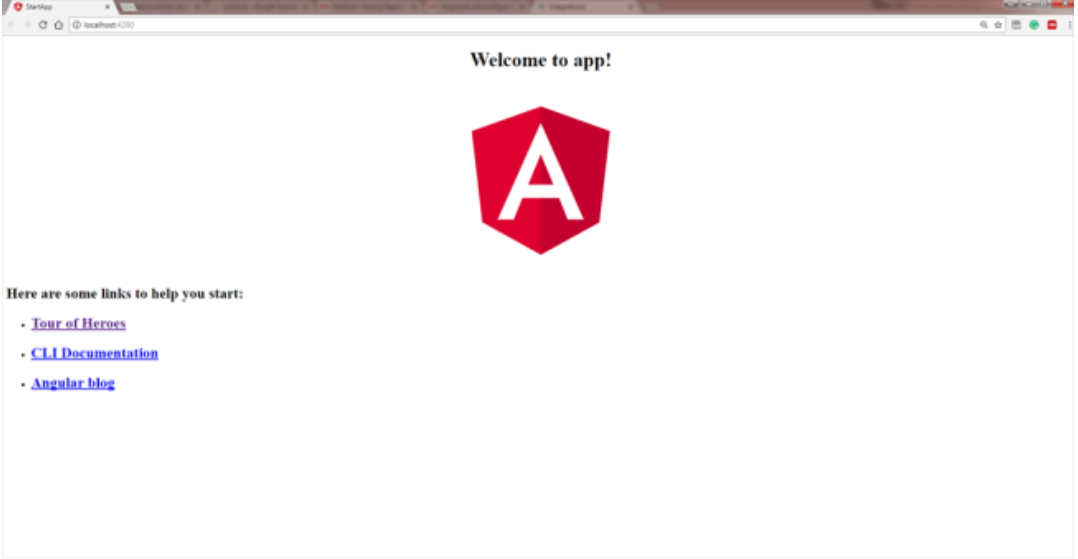 StartApp
localhost:4200
Welcome to app!
A
Here are some links to help you start:
Tour of Heroes
CLI Documentation
Angular blog